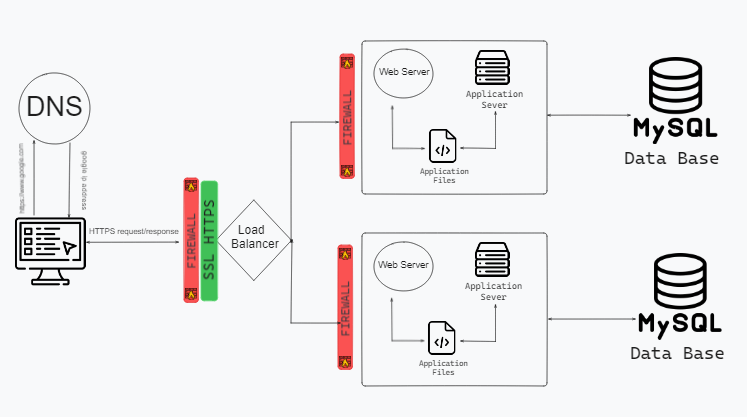 DNS
https://www.google.com
google ip address
HTTPS request/response
FIREWALL
SSL HTTPS
Load
Balancer
FIREWALL
Web Server
Application
Sever
Application
Files
MySQL
Data Base
FIREWALL
Web Server
Application
Sever
Application
Files
MySQL
Data Base